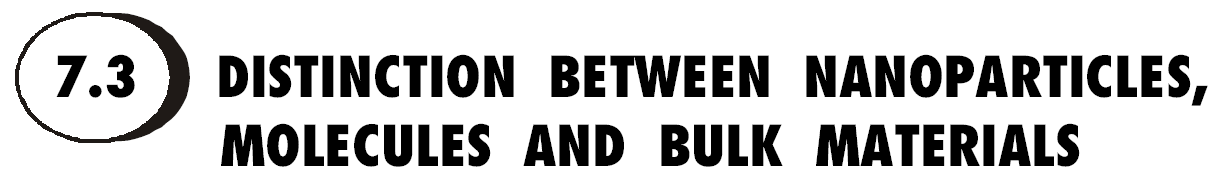 7.3 DISTINCTION BETWEEN NANOPARTICLES,
MOLECULES AND BULK MATERIALS